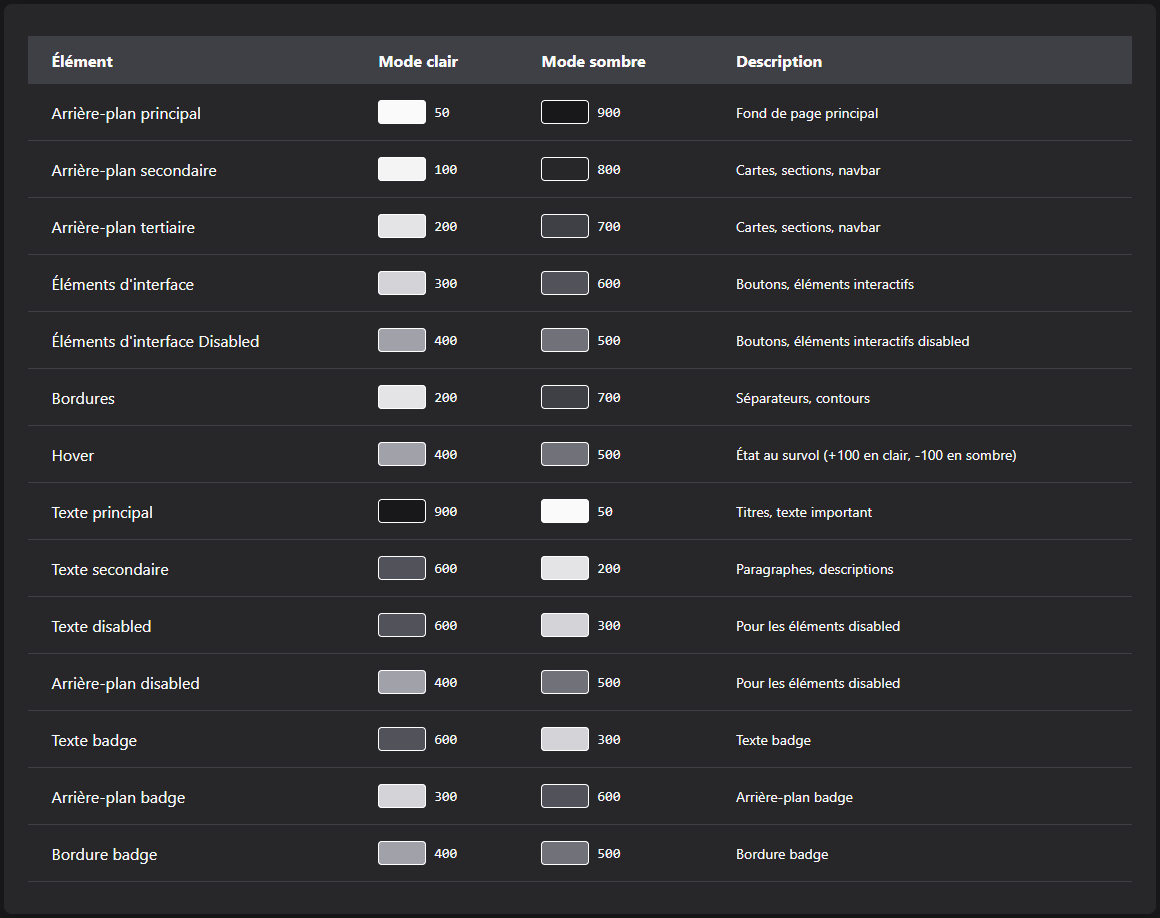 Élément Mode clair Mode sombre Description
Arrière-plan principal 50 900 Fond de page principal
Arrière-plan secondaire 100 800 Cartes, sections, navbar
Arrière-plan tertiaire 200 700 Cartes, sections, navbar
Éléments d'interface 300 600 Boutons, éléments interactifs
Éléments d'interface Disabled 400 500 Boutons, éléments interactifs disabled
Bordures 200 700 Séparateurs, contours
Hover 400 500 État au survol (+100 en clair, -100 en sombre)
Texte principal 900 50 Titres, texte important
Texte secondaire 600 200 Paragraphes, descriptions
Texte disabled 600 300 Pour les éléments disabled
Arrière-plan disabled 400 500 Pour les éléments disabled
Texte badge 600 300 Texte badge
Arrière-plan badge 300 600 Arrière-plan badge
Bordure badge 400 500 Bordure badge